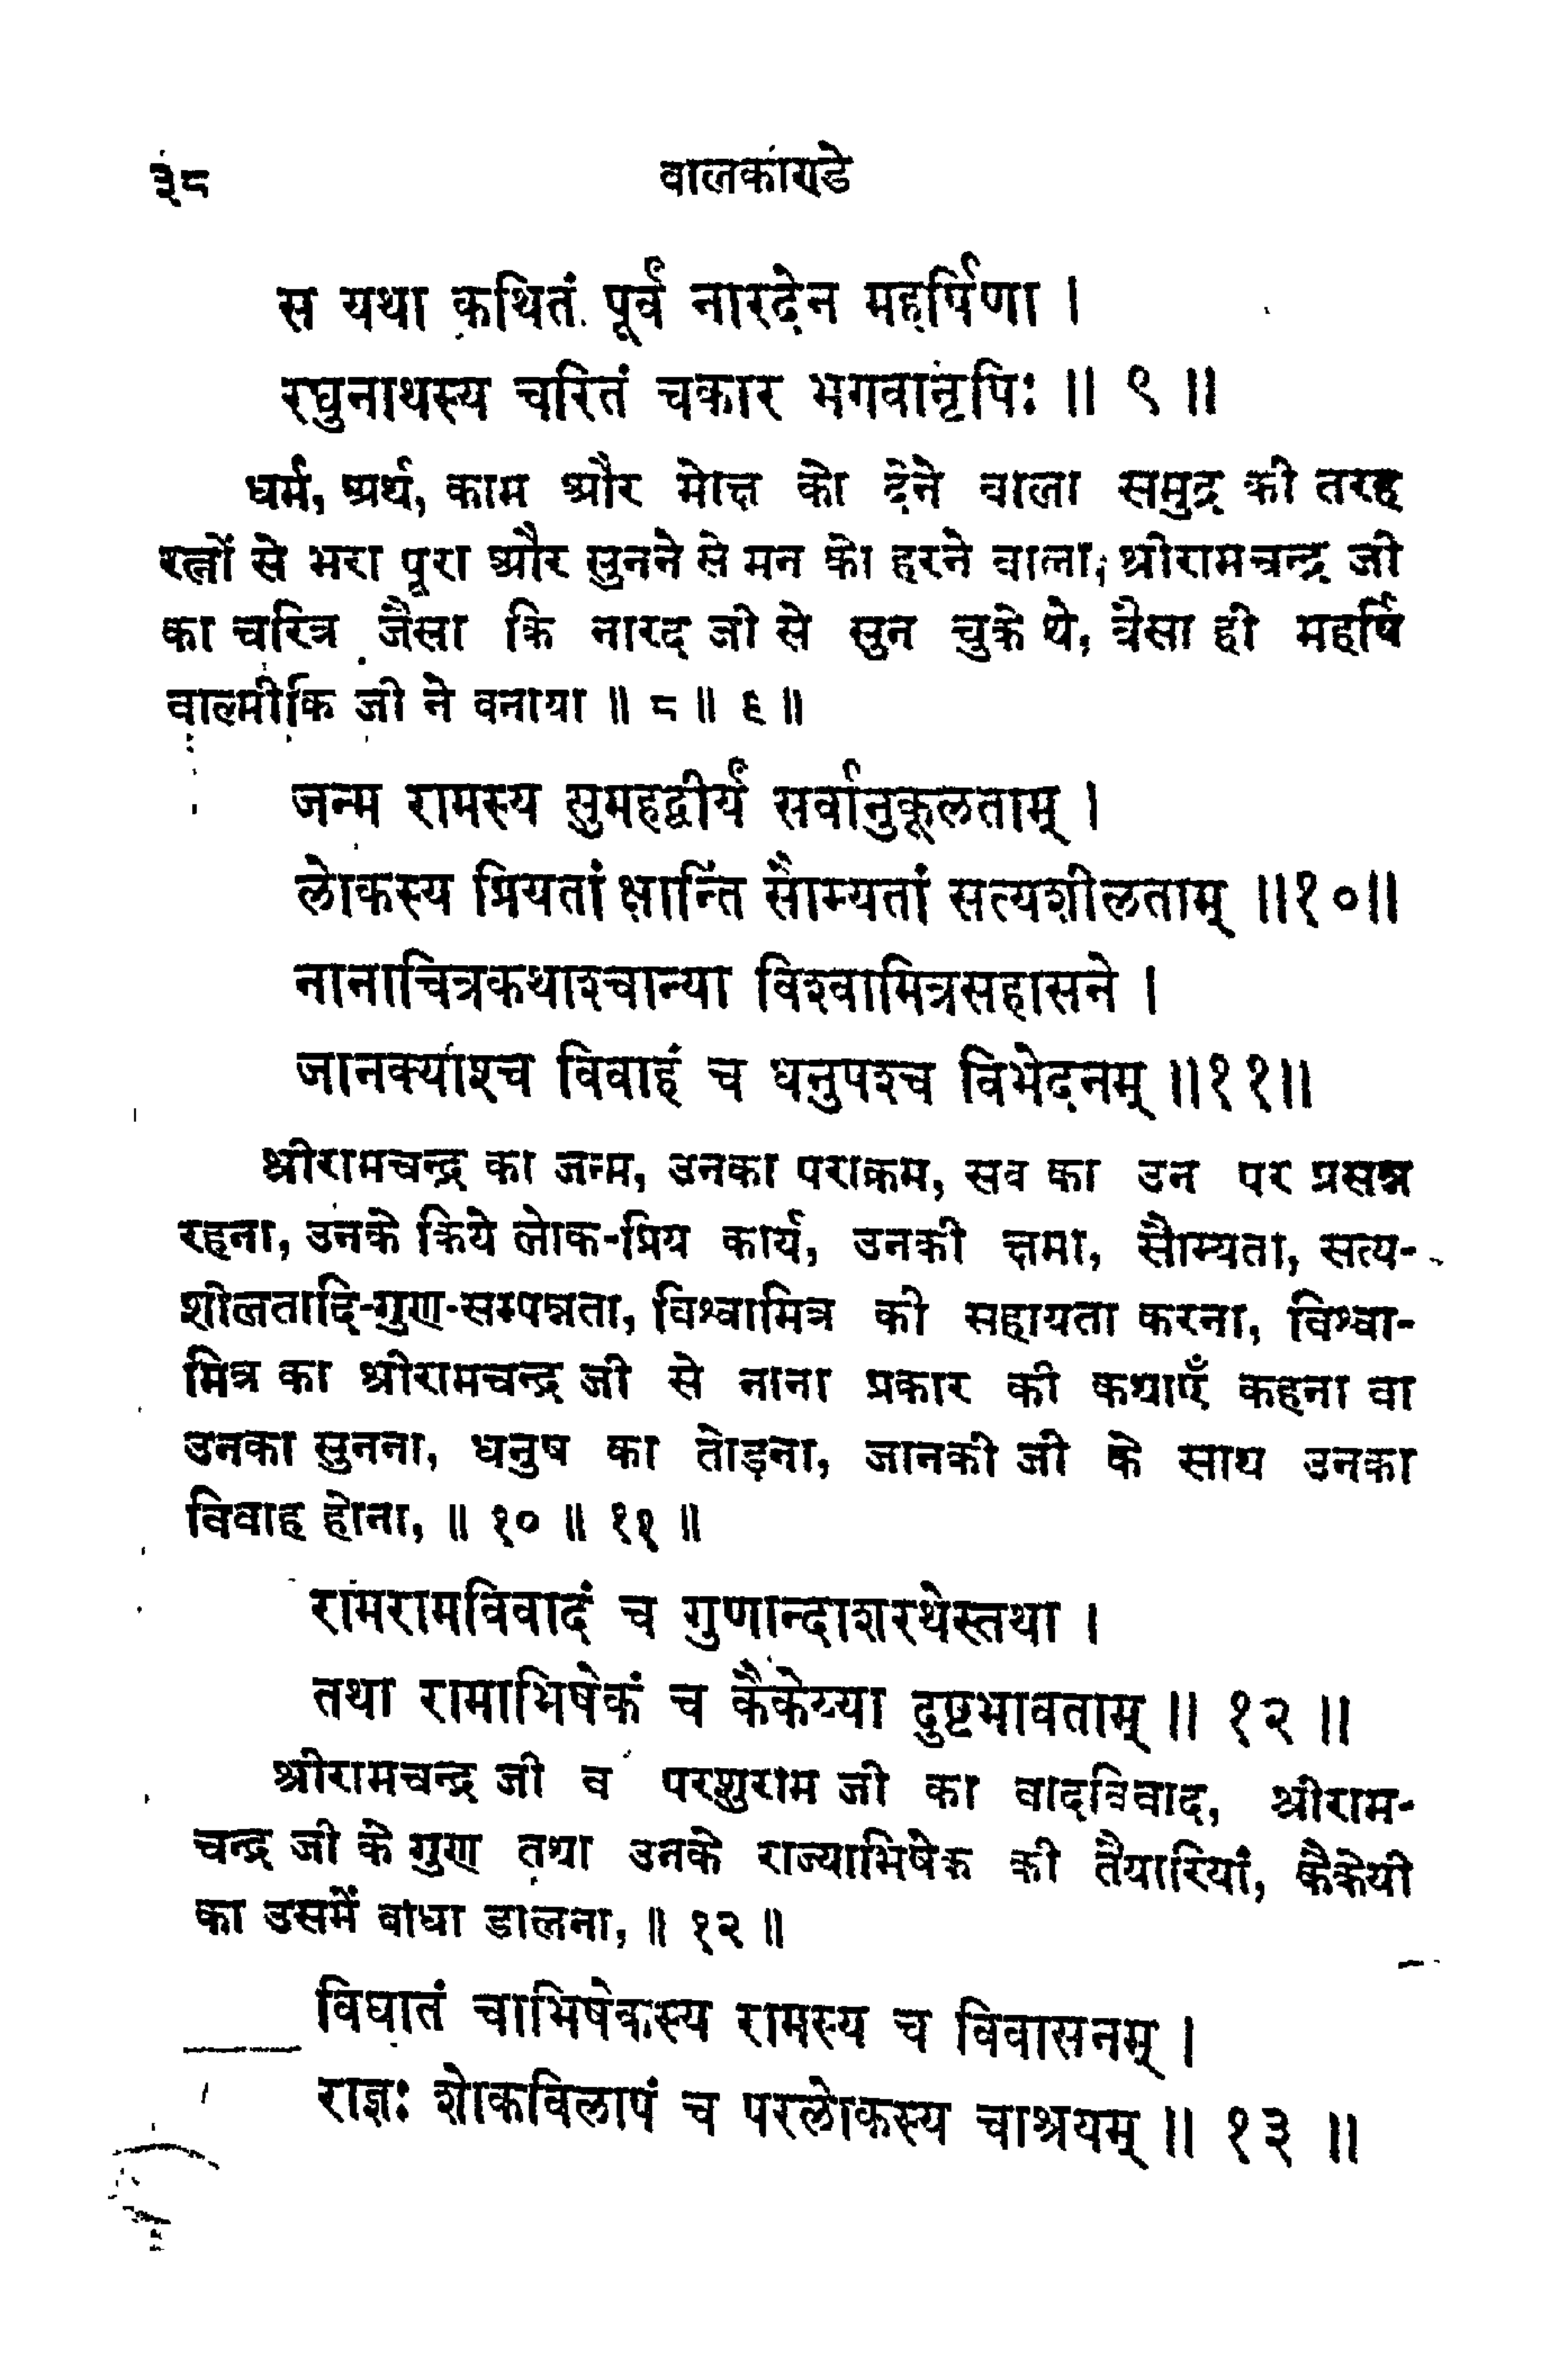 ३८ वालकाण्डे
स यथा कथितं पूर्वं नारदेन महर्षिणा ।
रघुनाथस्य चरितं चकार भगवानृषिः ॥ ९ ॥
धर्म, अर्थ, काम और मोक्ष को देने वाला समुद्र की तरह
रत्नों से भरा पूरा और सुनने से मन को हरने वाला, श्रीरामचन्द्र जी
का चरित्र जैसा कि नारद जी से सुन चुके थे, वैसा ही महर्षि
वाल्मीकि जी ने वनाया ॥ ८ ॥ ९ ॥
जन्म रामस्य सुमहद्वीर्यं सर्वानुकूलताम् ।
लोकस्य प्रियतां क्षान्तिं सौम्यतां सत्यशीलताम् ॥१०॥
नानाचित्रकथाश्चान्या विश्वामित्रसहासने ।
जानक्याश्च विवाहं च धनुपश्च विभेदनम् ॥११॥
श्रीरामचन्द्र का जन्म, उनका पराक्रम, सव का उन पर प्रसन्न
रहना, उनके किये लोक-प्रिय कार्य, उनकी क्षमा, सौम्यता, सत्य-
शीलतादि-गुण-सम्पन्नता, विश्वामित्र की सहायता करना, विश्वा-
मित्र का श्रीरामचन्द्र जी से नाना प्रकार की कथाएँ कहना वा
उनका सुनना, धनुष का तोड़ना, जानकी जी के साथ उनका
विवाह होना, ॥ १० ॥ ११ ॥
रामरामविवादं च गुणान्दाशरथेस्तथा ।
तथा रामाभिषेकं च कैकेय्या दुष्टभावताम् ॥ १२ ॥
श्रीरामचन्द्र जी व परशुराम जी का वादविवाद, श्रीराम-
चन्द्र जी के गुण तथा उनके राज्याभिषेक की तैयारियां, कैकेयी
का उसमें वाधा डालना, ॥ १२ ॥
विघातं चाभिषेकस्य रामस्य च विवासनम् ।
राज्ञः शोकविलापं च परलोकस्य चाश्रयम् ॥ १३ ॥